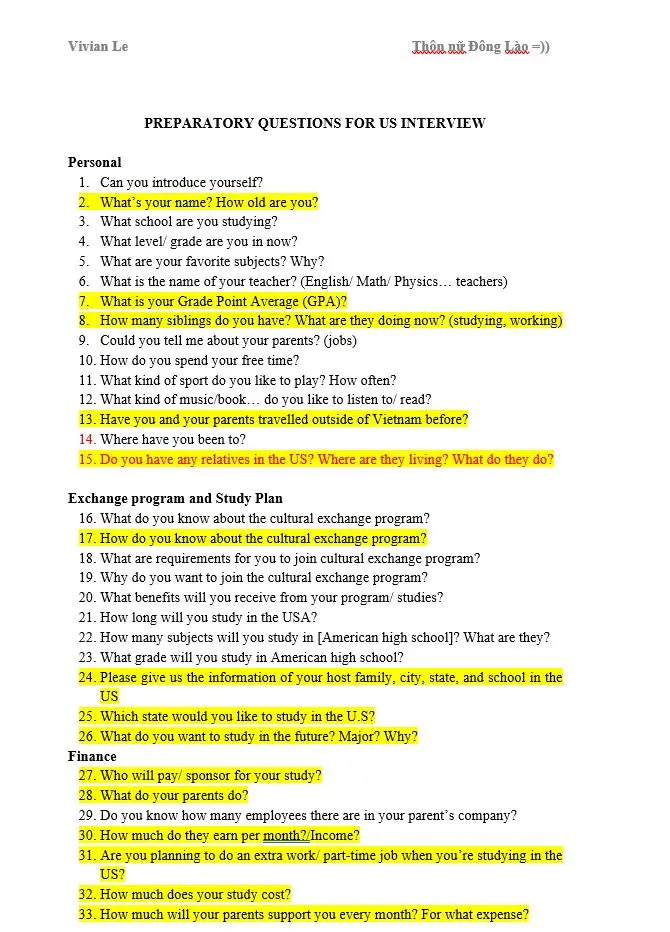 Vivian Le Thôn nữ Đông Lào =))
PREPARATORY QUESTIONS FOR US INTERVIEW
Personal
1. Can you introduce yourself?
2. What's your name? How old are you?
3. What school are you studying?
4. What level/ grade are you in now?
5. What are your favorite subjects? Why?
6. What is the name of your teacher? (English/ Math/ Physics… teachers)
7. What is your Grade Point Average (GPA)?
8. How many siblings do you have? What are they doing now? (studying, working)
9. Could you tell me about your parents? (jobs)
10. How do you spend your free time?
11. What kind of sport do you like to play? How often?
12. What kind of music/book… do you like to listen to/ read?
13. Have you and your parents travelled outside of Vietnam before?
14. Where have you been to?
15. Do you have any relatives in the US? Where are they living? What do they do?
Exchange program and Study Plan
16. What do you know about the cultural exchange program?
17. How do you know about the cultural exchange program?
18. What are requirements for you to join cultural exchange program?
19. Why do you want to join the cultural exchange program?
20. What benefits will you receive from your program/ studies?
21. How long will you study in the USA?
22. How many subjects will you study in [American high school]? What are they?
23. What grade will you study in American high school?
24. Please give us the information of your host family, city, state, and school in the
US
25. Which state would you like to study in the U.S?
26. What do you want to study in the future? Major? Why?
Finance
27. Who will pay/ sponsor for your study?
28. What do your parents do?
29. Do you know how many employees there are in your parent's company?
30. How much do they earn per month?/Income?
31. Are you planning to do an extra work/ part-time job when you're studying in the
US?
32. How much does your study cost?
33. How much will your parents support you every month? For what expense?